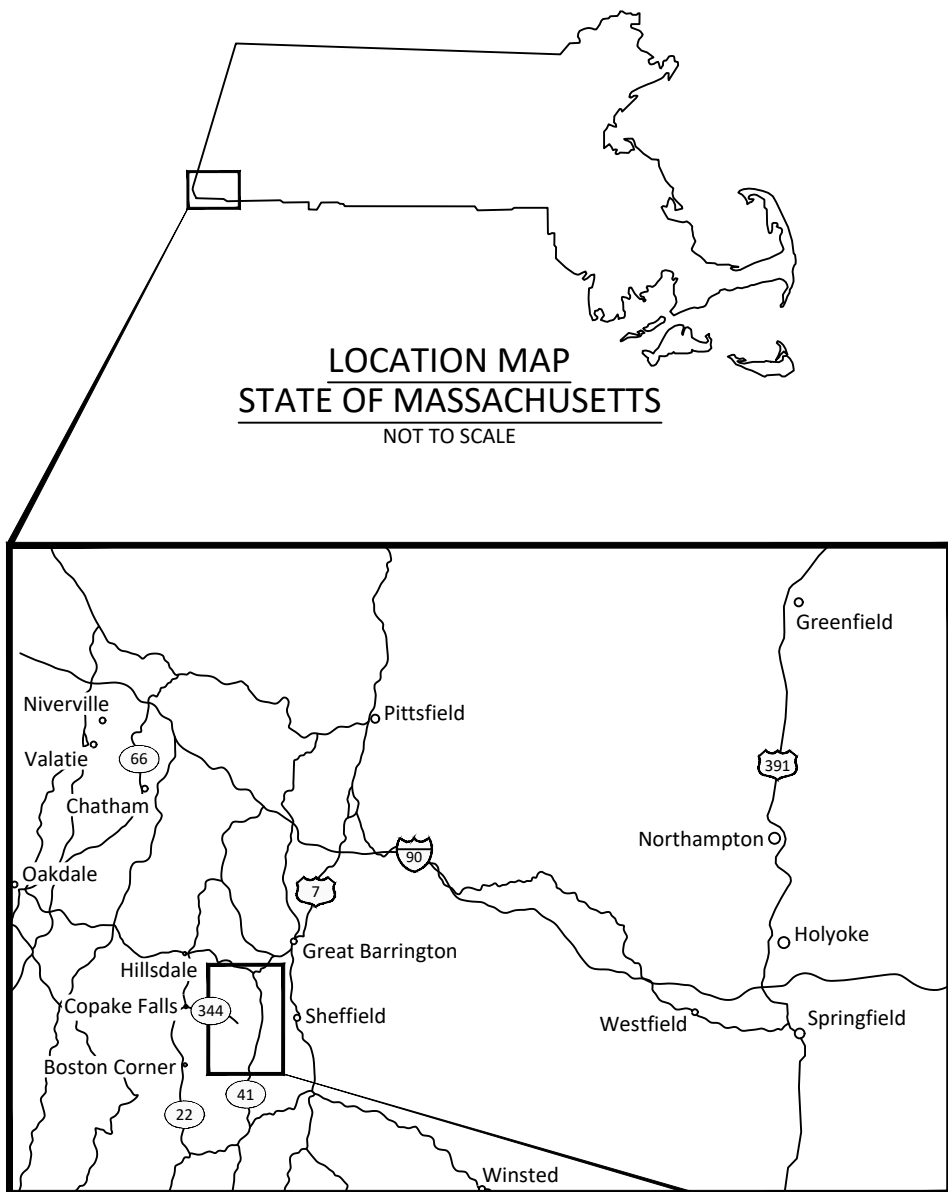 LOCATION MAP
STATE OF MASSACHUSETTS
NOT TO SCALE
Greenfield
Niverville
Pittsfield
Valatie
66
391
Chatham
Northampton
90
Oakdale
7
Holyoke
Great Barrington
Hillsdale
Copake Falls
344
Sheffield
Westfield
Springfield
Boston Corner
41
22
Winsted